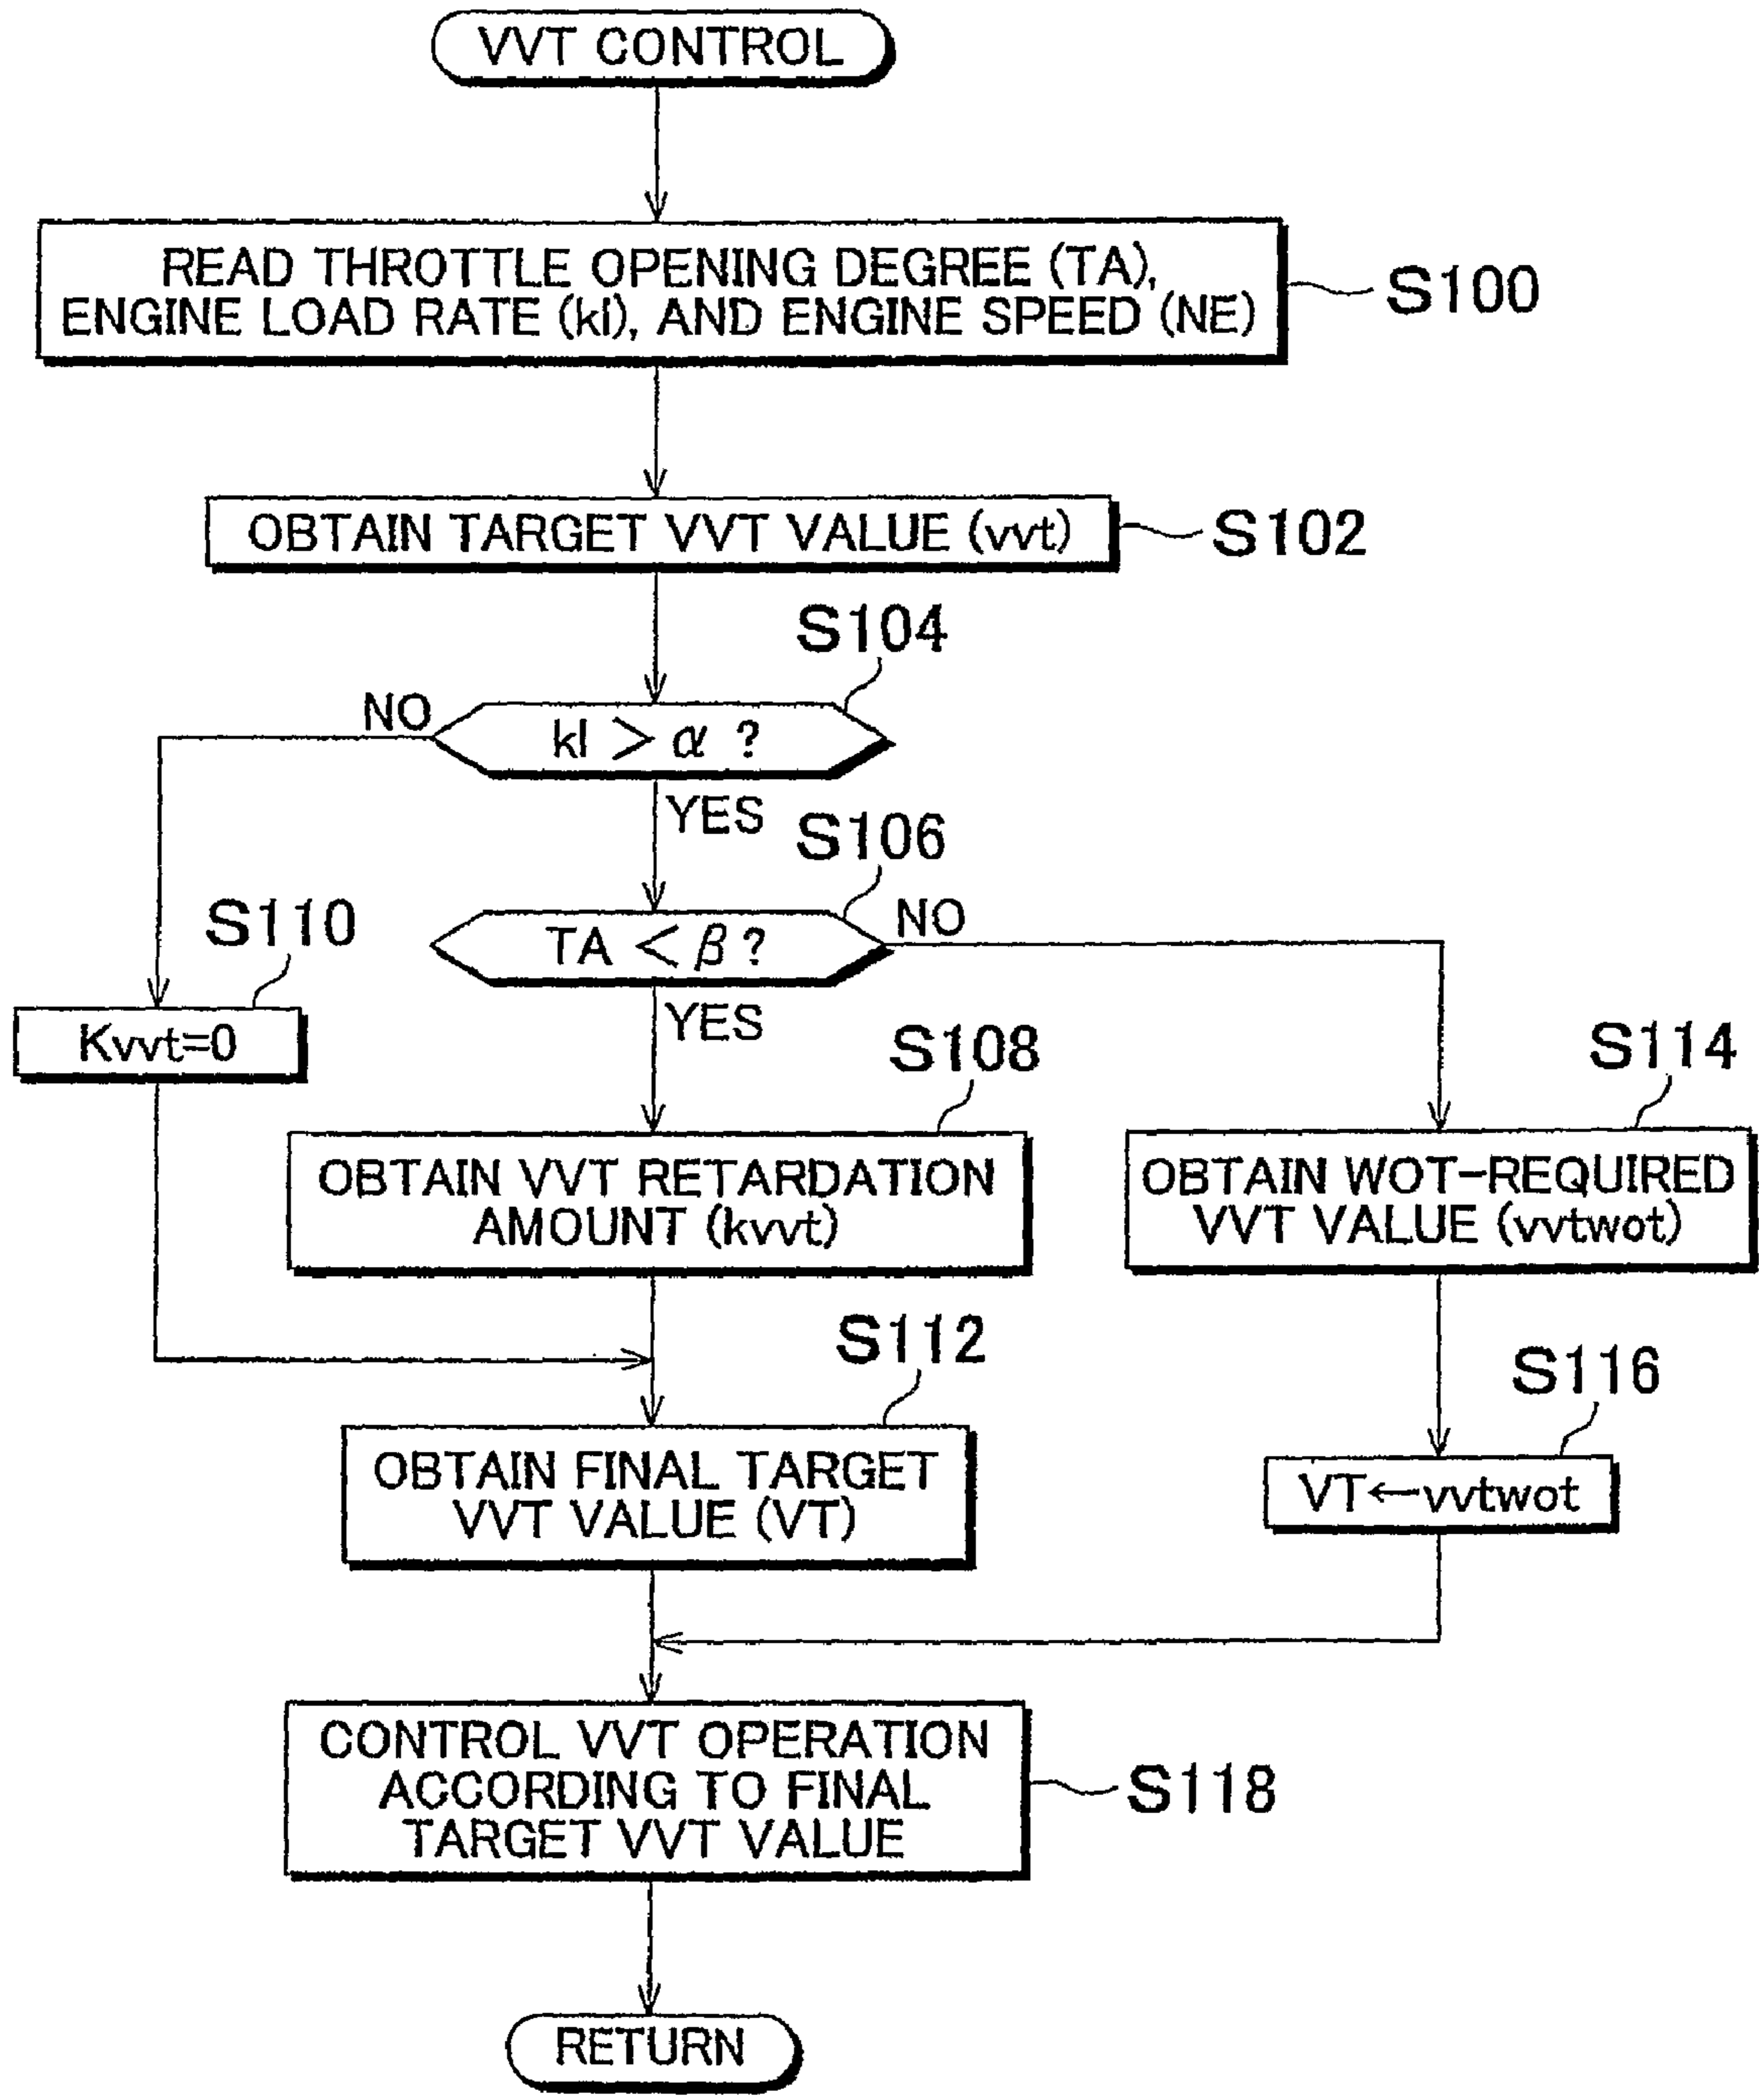 VVT CONTROL
READ THROTTLE OPENING DEGREE (TA),
ENGINE LOAD RATE (kl), AND ENGINE SPEED (NE)
S100
OBTAIN TARGET VVT VALUE (vvt)
S102
S104
NO
kl > α ?
YES
S106
NO
TA < β ?
YES
S110
Kvvt=0
S108
OBTAIN VVT RETARDATION
AMOUNT (kvvt)
S114
OBTAIN WOT-REQUIRED
VVT VALUE (vvtwot)
S112
OBTAIN FINAL TARGET
VVT VALUE (VT)
S116
VT←vvtwot
CONTROL VVT OPERATION
ACCORDING TO FINAL
TARGET VVT VALUE
S118
RETURN